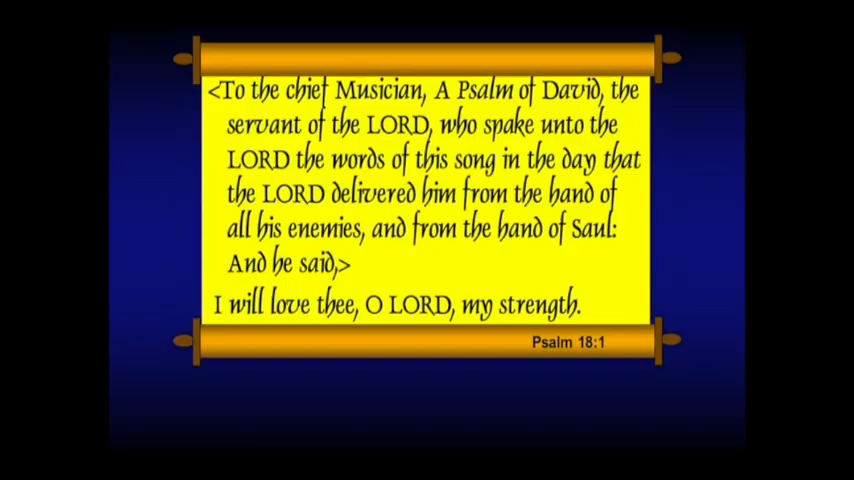 <To the chief Musician, A Psalm of David, the
servant of the LORD, who spake unto the
LORD the words of this song in the day that
the LORD delivered him from the hand of
all his enemies, and from the hand of Saul:
And he said,>
I will love thee, O LORD, my strength.
Psalm 18:1